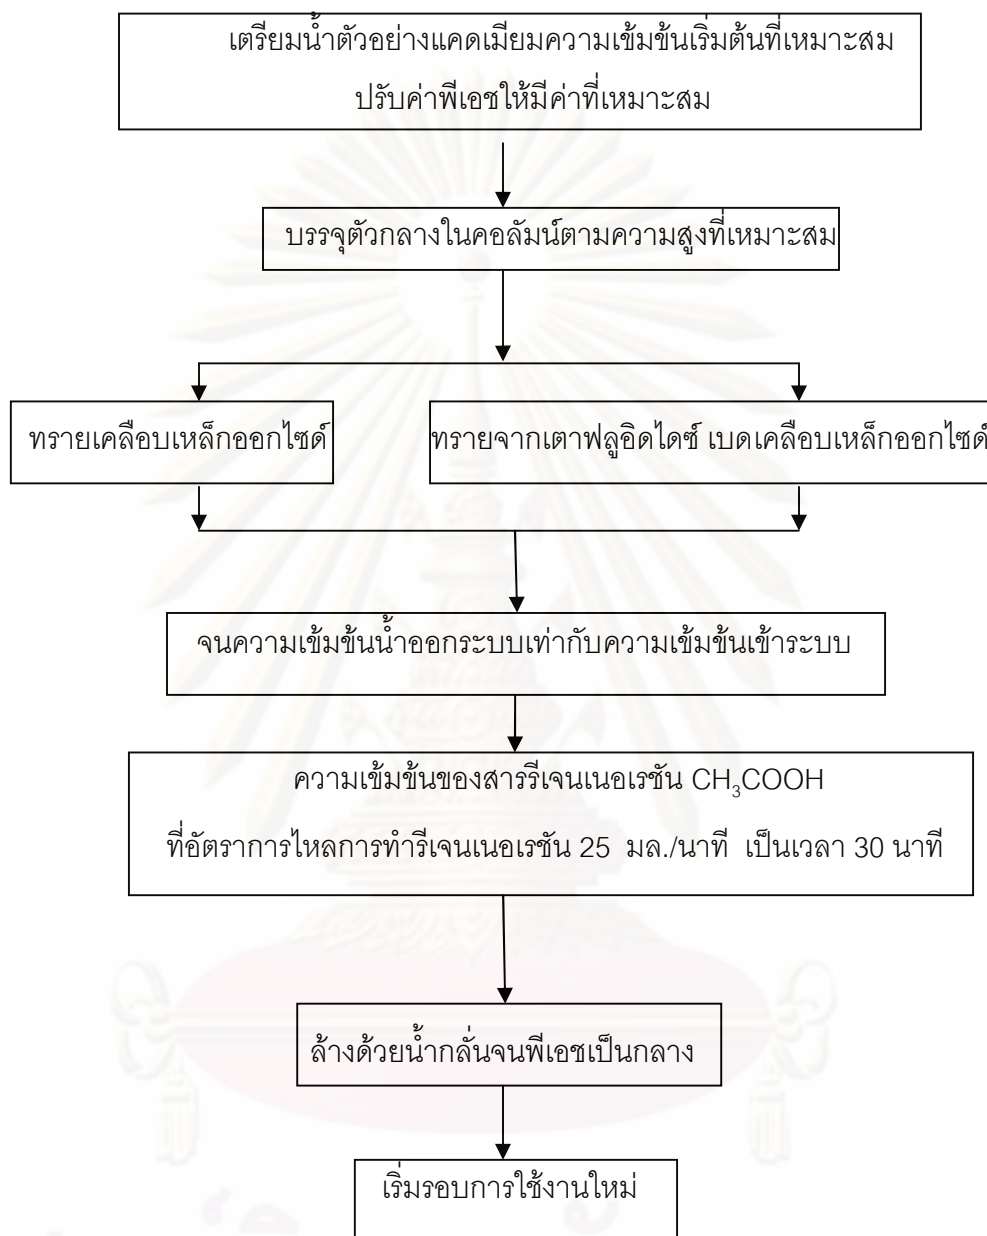 เตรียมน้ำตัวอย่างแคดเมียมความเข้มข้นเริ่มต้นที่เหมาะสม
ปรับค่าพีเอชให้มีค่าที่เหมาะสม
บรรจุตัวกลางในคอลัมน์ตามความสูงที่เหมาะสม
ทรายเคลือบเหล็กออกไซด์
ทรายจากเตาฟลูอิดไดซ์ เบดเคลือบเหล็กออกไซด์
จนความเข้มข้นน้ำออกระบบเท่ากับความเข้มข้นเข้าระบบ
ความเข้มข้นของสารรีเจนเนอเรชัน CH₃COOH
ที่อัตราการไหลการทำรีเจนเนอเรชัน 25 มล./นาที เป็นเวลา 30 นาที
ล้างด้วยน้ำกลั่นจนพีเอชเป็นกลาง
เริ่มรอบการใช้งานใหม่